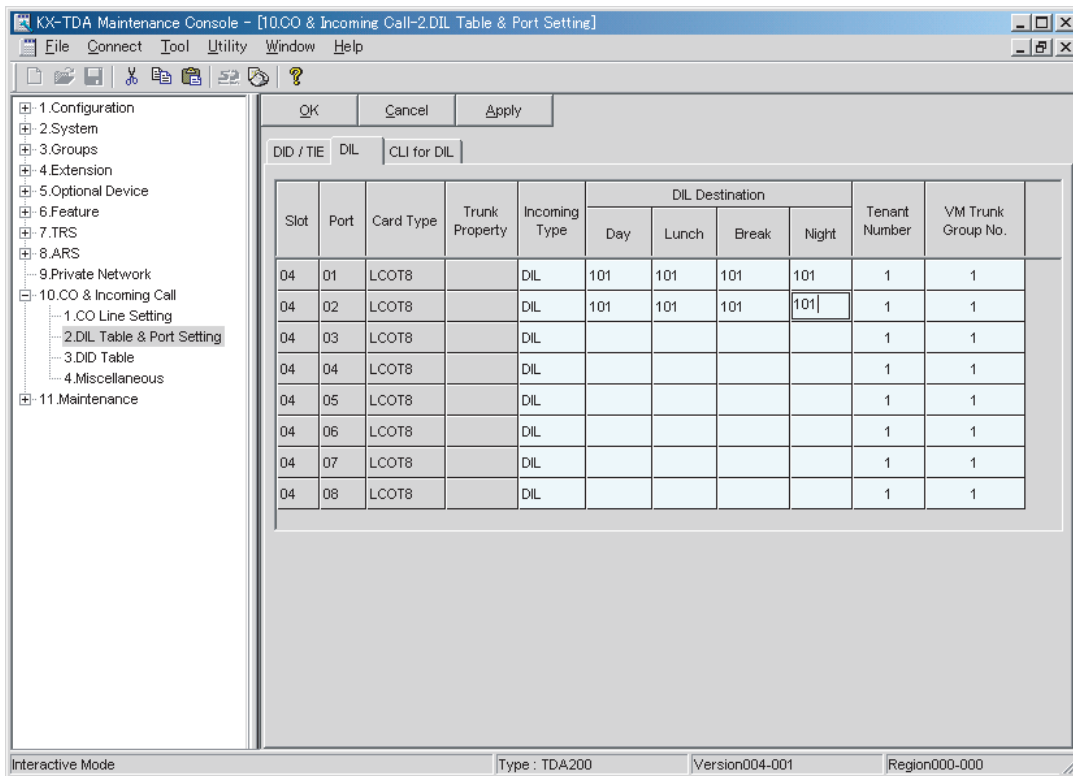 KX-TDA Maintenance Console - [10.CO & Incoming Call-2.DIL Table & Port Setting]
File Connect Tool Utility Window Help
1.Configuration
2.System
3.Groups
4.Extension
5.Optional Device
6.Feature
7.TRS
8.ARS
9.Private Network
10.CO & Incoming Call
1.CO Line Setting
2.DIL Table & Port Setting
3.DID Table
4.Miscellaneous
11.Maintenance
OK Cancel Apply
DID / TIE DIL CLI for DIL
Slot Port Card Type Trunk Property Incoming Type DIL Destination Tenant Number VM Trunk Group No.
Day Lunch Break Night
04 01 LCOT8 DIL 101 101 101 101 1 1
04 02 LCOT8 DIL 101 101 101 101 1 1
04 03 LCOT8 DIL 1 1
04 04 LCOT8 DIL 1 1
04 05 LCOT8 DIL 1 1
04 06 LCOT8 DIL 1 1
04 07 LCOT8 DIL 1 1
04 08 LCOT8 DIL 1 1
Interactive Mode Type : TDA200 Version004-001 Region000-000